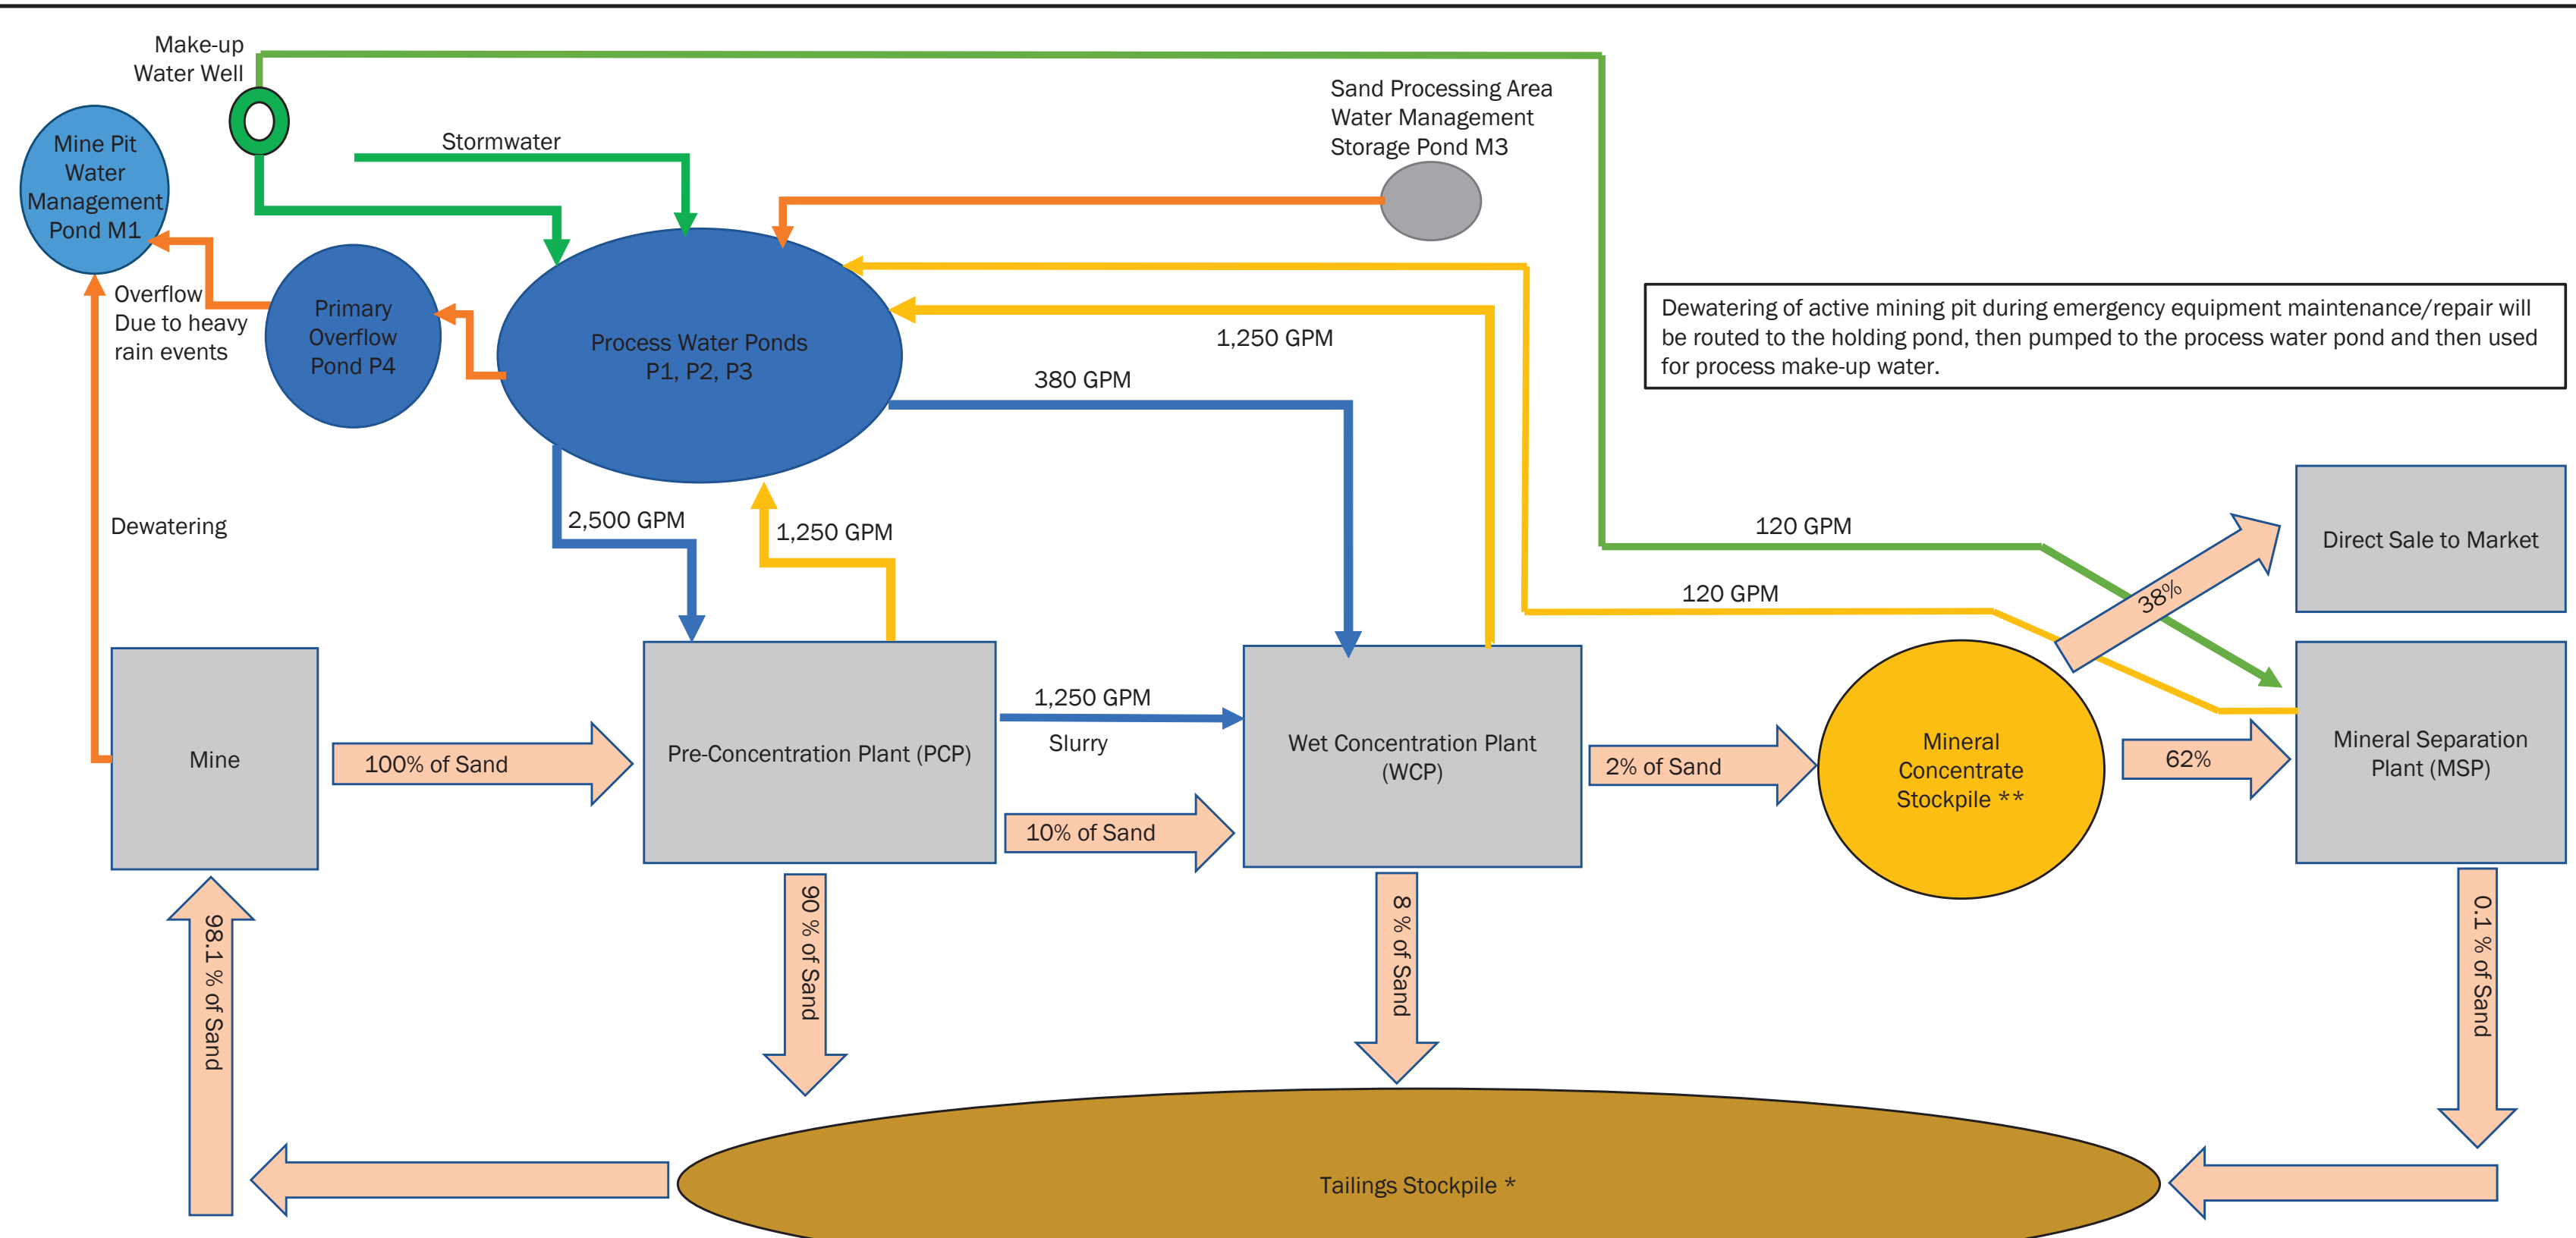 Make-up
Water Well
Mine Pit
Water
Management
Pond M1
Stormwater
Sand Processing Area
Water Management
Storage Pond M3
Overflow
Due to heavy
rain events
Primary
Overflow
Pond P4
Process Water Ponds
P1, P2, P3
1,250 GPM
380 GPM
Dewatering of active mining pit during emergency equipment maintenance/repair will
be routed to the holding pond, then pumped to the process water pond and then used
for process make-up water.
Dewatering
2,500 GPM
1,250 GPM
120 GPM
120 GPM
38%
Direct Sale to Market
Mine
100% of Sand
Pre-Concentration Plant (PCP)
1,250 GPM
Slurry
10% of Sand
Wet Concentration Plant
(WCP)
2% of Sand
Mineral
Concentrate
Stockpile **
62%
Mineral Separation
Plant (MSP)
98.1 % of Sand
90 % of Sand
8 % of Sand
0.1 % of Sand
Tailings Stockpile *